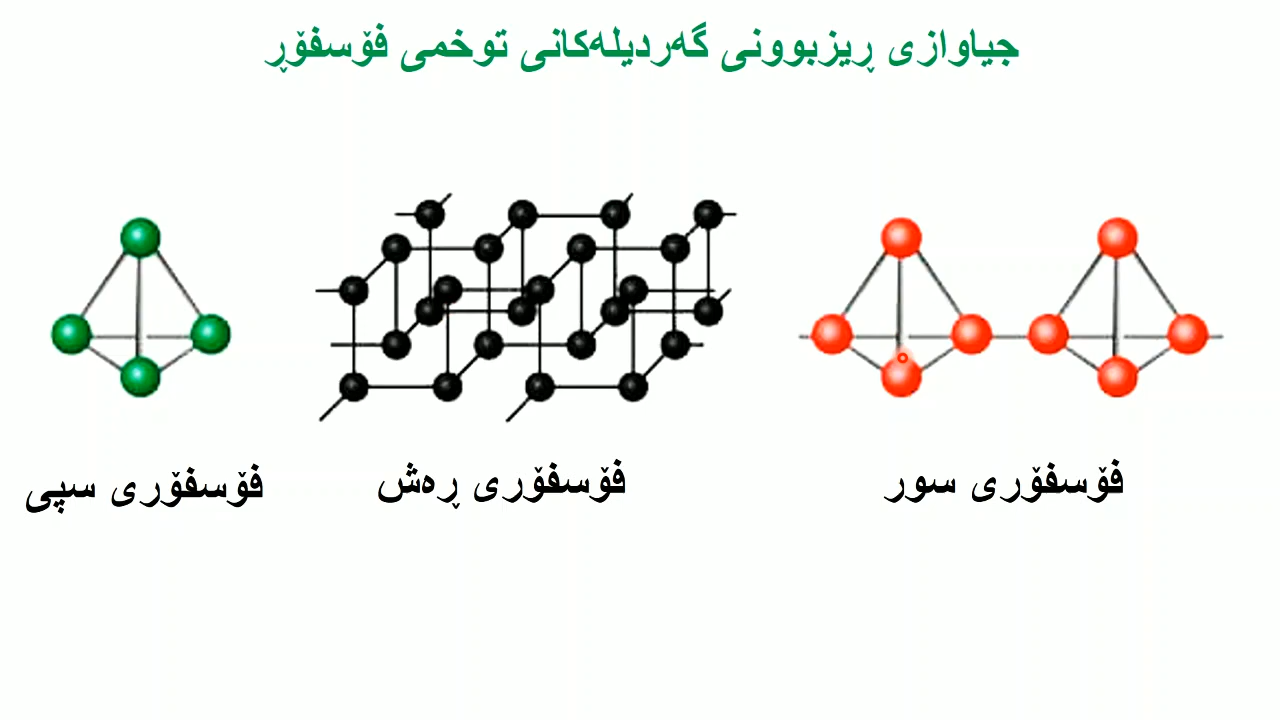 جیاوازی ڕیزبوونی گەردیلەکانی توخمی فۆسفۆڕ
فۆسفۆری سور
فۆسفۆری ڕەش
فۆسفۆری سپی